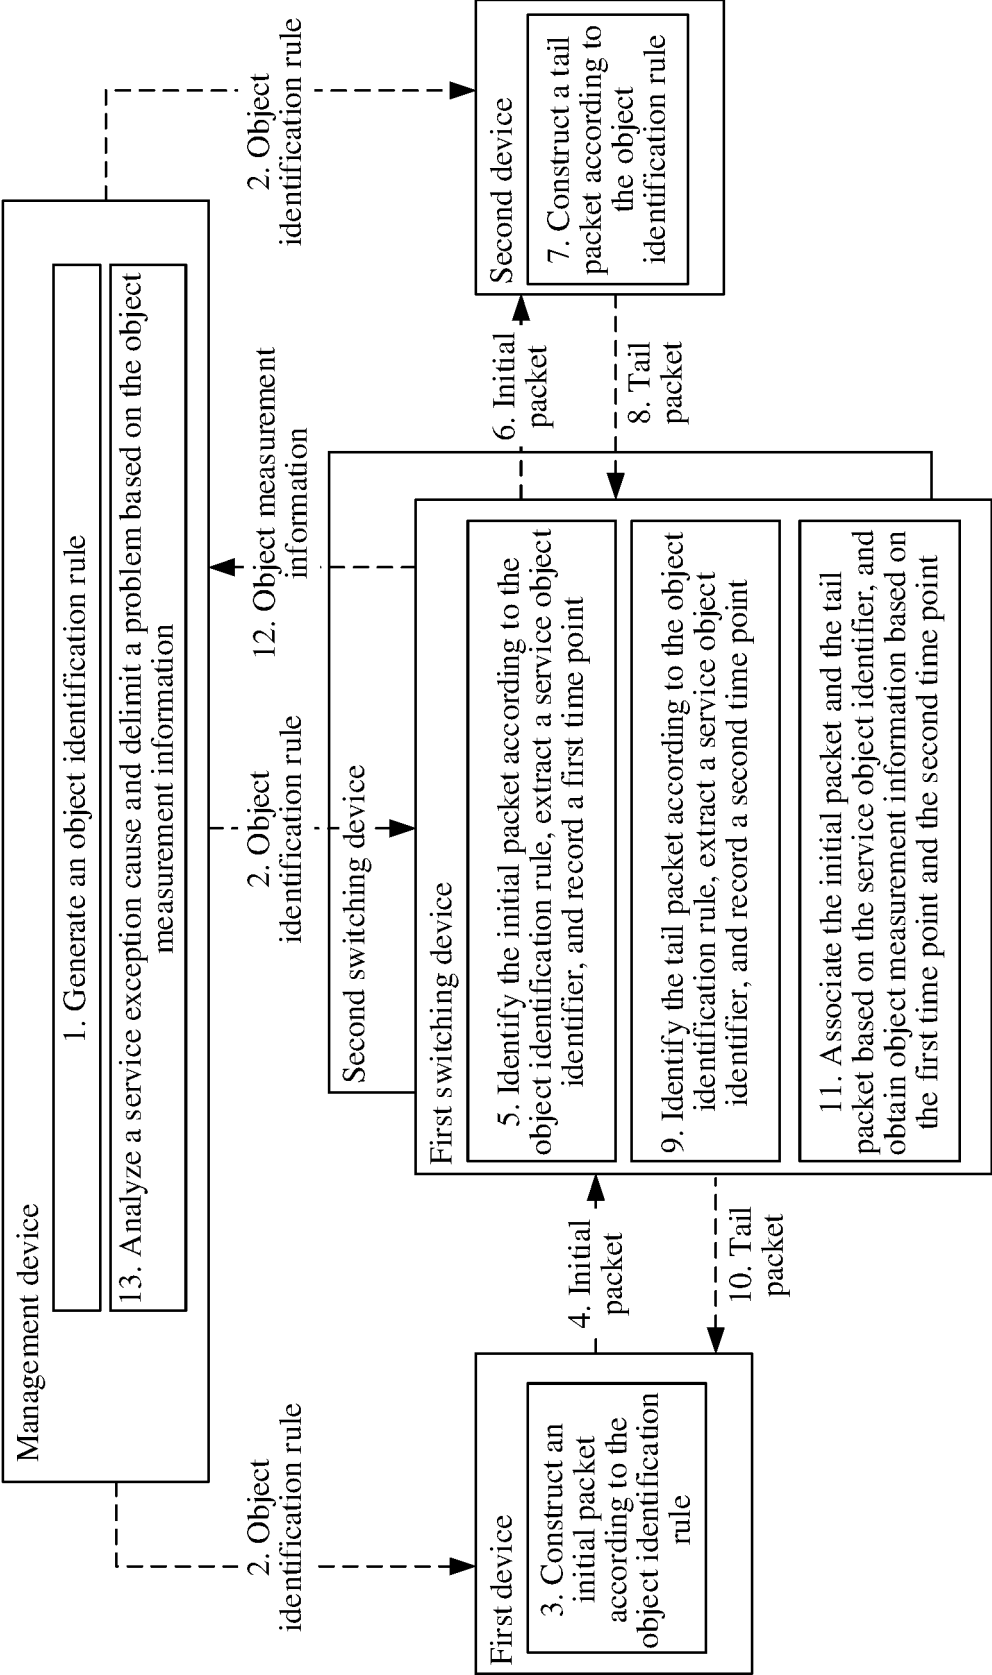 Management device
1. Generate an object identification rule
13. Analyze a service exception cause and delimit a problem based on the object
measurement information
2. Object
identification rule
2. Object
identification rule
12. Object measurement
information
2. Object
identification rule
First device
3. Construct an
initial packet
according to the
object identification
rule
4. Initial
packet
10. Tail
packet
Second switching device
First switching device
5. Identify the initial packet according to the
object identification rule, extract a service object
identifier, and record a first time point
9. Identify the tail packet according to the object
identification rule, extract a service object
identifier, and record a second time point
11. Associate the initial packet and the tail
packet based on the service object identifier, and
obtain object measurement information based on
the first time point and the second time point
6. Initial
packet
8. Tail
packet
Second device
7. Construct a tail
packet according to
the object
identification rule